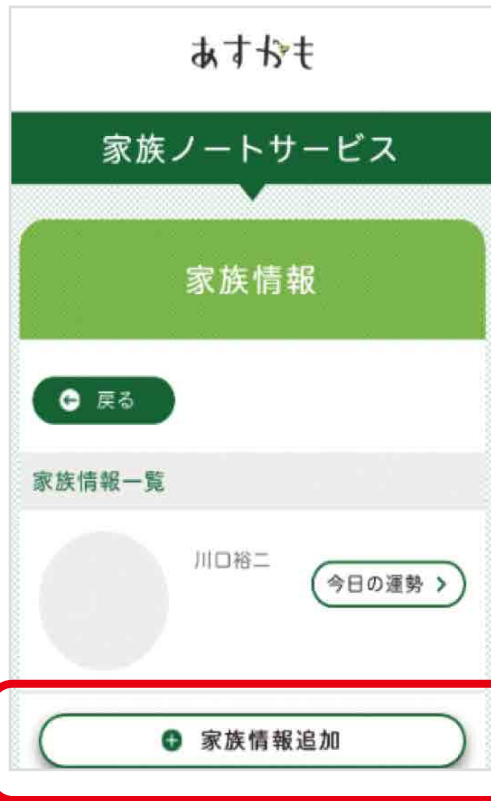 あすかも
家族ノートサービス
家族情報
戻る
家族情報一覧
川口裕二
今日の運勢
家族情報追加